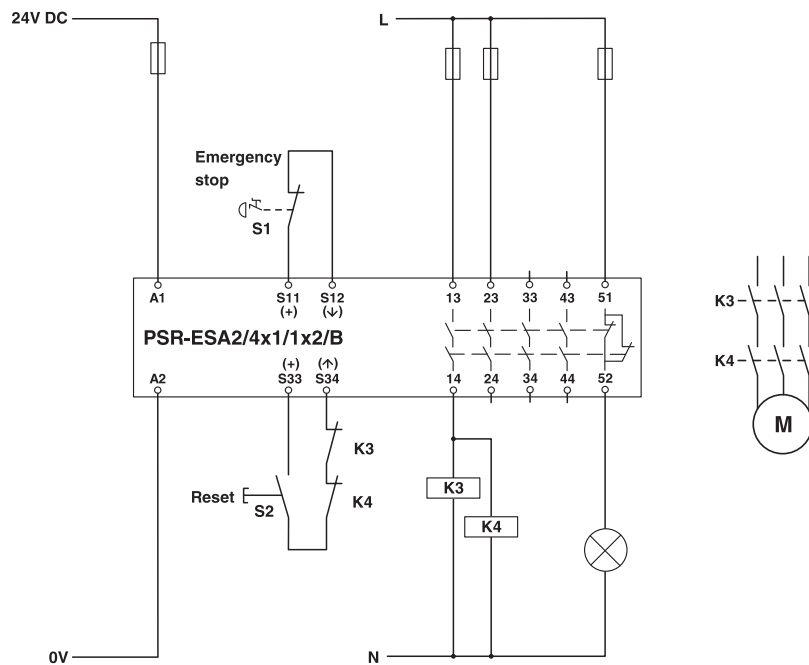 24V DC
L
Emergency
stop
S1
A1
S11
(+)
S12
(↓)
13
23
33
43
51
PSR-ESA2/4x1/1x2/B
A2
(+)
S33
(↑)
S34
14
24
34
44
52
K3
K4
M
K3
K4
Reset
S2
K3
K4
0V
N